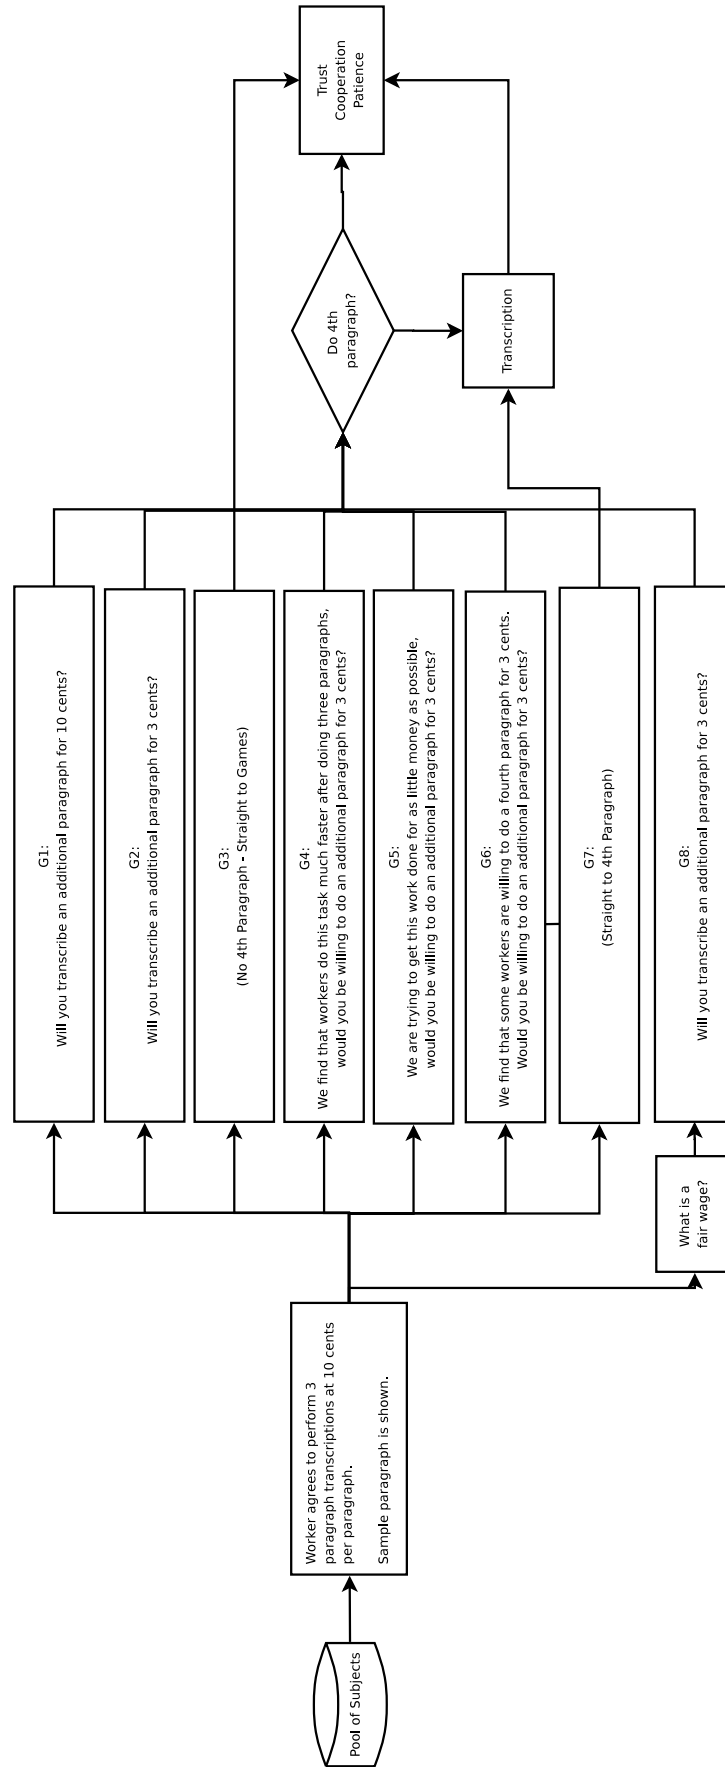 Pool of Subjects
Worker agrees to perform 3
paragraph transcriptions at 10 cents
per paragraph.
Sample paragraph is shown.
G1:
Will you transcribe an additional paragraph for 10 cents?
G2:
Will you transcribe an additional paragraph for 3 cents?
G3:
(No 4th Paragraph - Straight to Games)
G4:
We find that workers do this task much faster after doing three paragraphs,
would you be willing to do an additional paragraph for 3 cents?
G5:
We are trying to get this work done for as little money as possible,
would you be willing to do an additional paragraph for 3 cents?
G6:
We find that some workers are willing to do a fourth paragraph for 3 cents.
Would you be willing to do an additional paragraph for 3 cents?
G7:
(Straight to 4th Paragraph)
What is a
fair wage?
G8:
Will you transcribe an additional paragraph for 3 cents?
Do 4th
paragraph?
Transcription
Trust
Cooperation
Patience